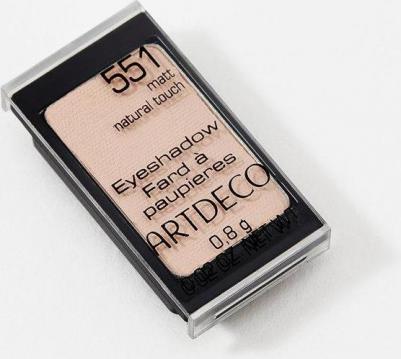 551
matt
natural touch
Eyeshadow
Fard à
paupières
ARTDECO
0,8 g
0.02 OZ NET WT